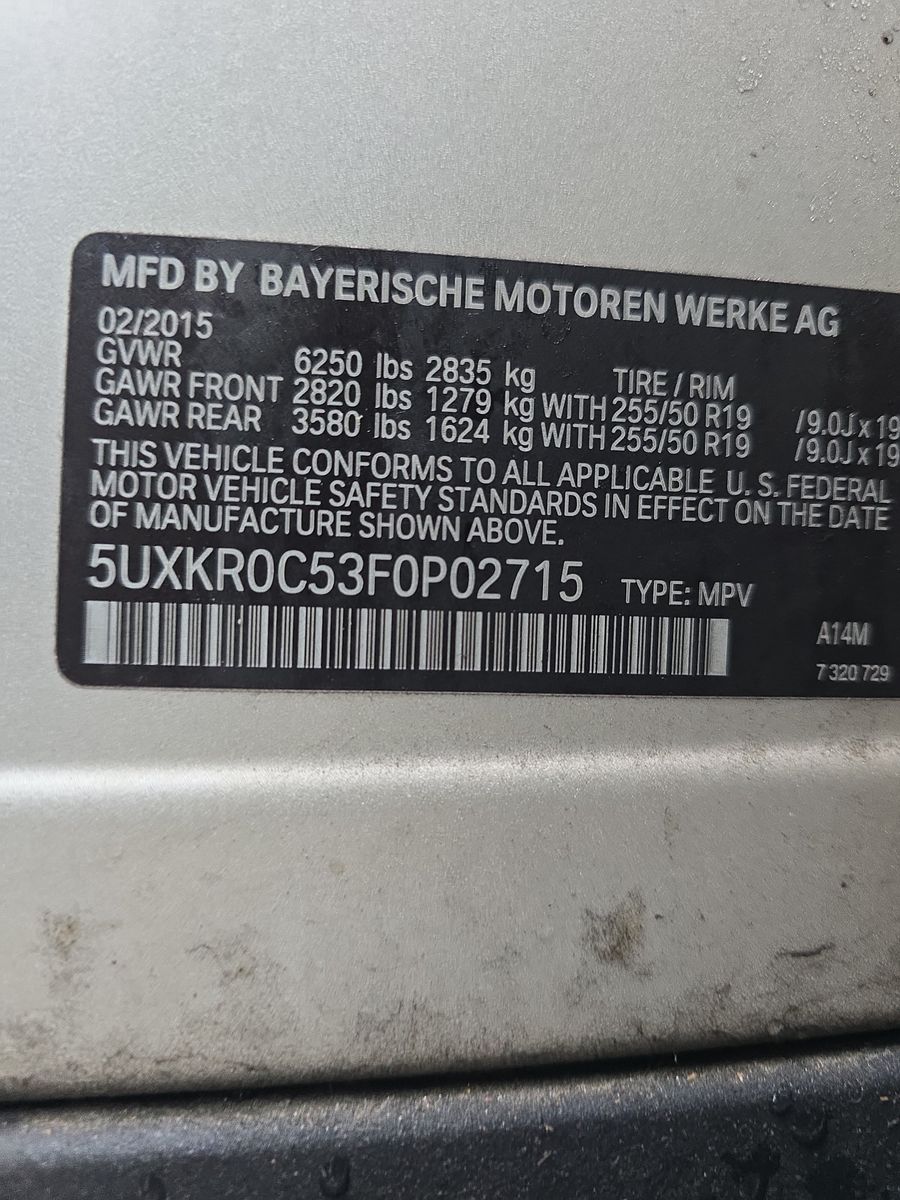 MFD BY BAYERISCHE MOTOREN WERKE AG
02/2015
GVWR 6250 lbs 2835 kg TIRE / RIM
GAWR FRONT 2820 lbs 1279 kg WITH 255/50 R19 /9.0J x 19
GAWR REAR 3580 lbs 1624 kg WITH 255/50 R19 /9.0J x 19
THIS VEHICLE CONFORMS TO ALL APPLICABLE U. S. FEDERAL
MOTOR VEHICLE SAFETY STANDARDS IN EFFECT ON THE DATE
OF MANUFACTURE SHOWN ABOVE.
5UXKR0C53F0P02715 TYPE: MPV
A14M
7 320 729